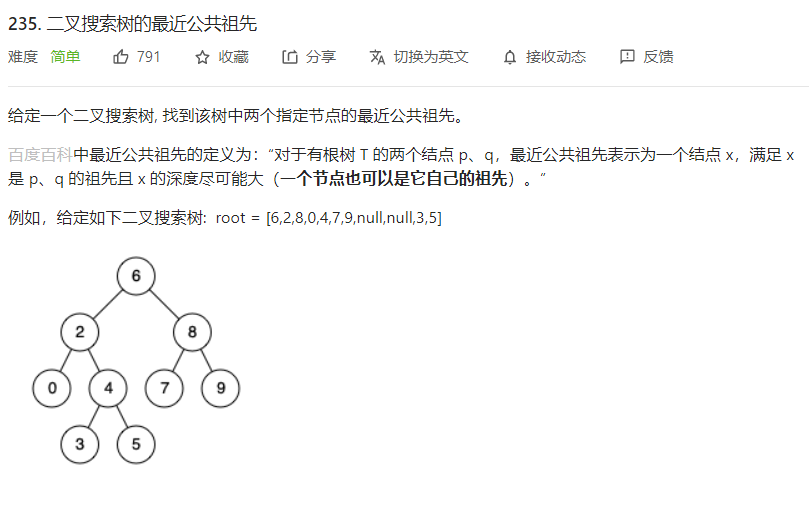 235. 二叉搜索树的最近公共祖先
难度 简单 791 收藏 分享 切换为英文 接收动态 反馈
给定一个二叉搜索树, 找到该树中两个指定节点的最近公共祖先。
百度百科中最近公共祖先的定义为：“对于有根树 T 的两个结点 p、q，最近公共祖先表示为一个结点 x，满足 x
是 p、q 的祖先且 x 的深度尽可能大（一个节点也可以是它自己的祖先）。”
例如，给定如下二叉搜索树: root = [6,2,8,0,4,7,9,null,null,3,5]
6
2 8
0 4 7 9
3 5